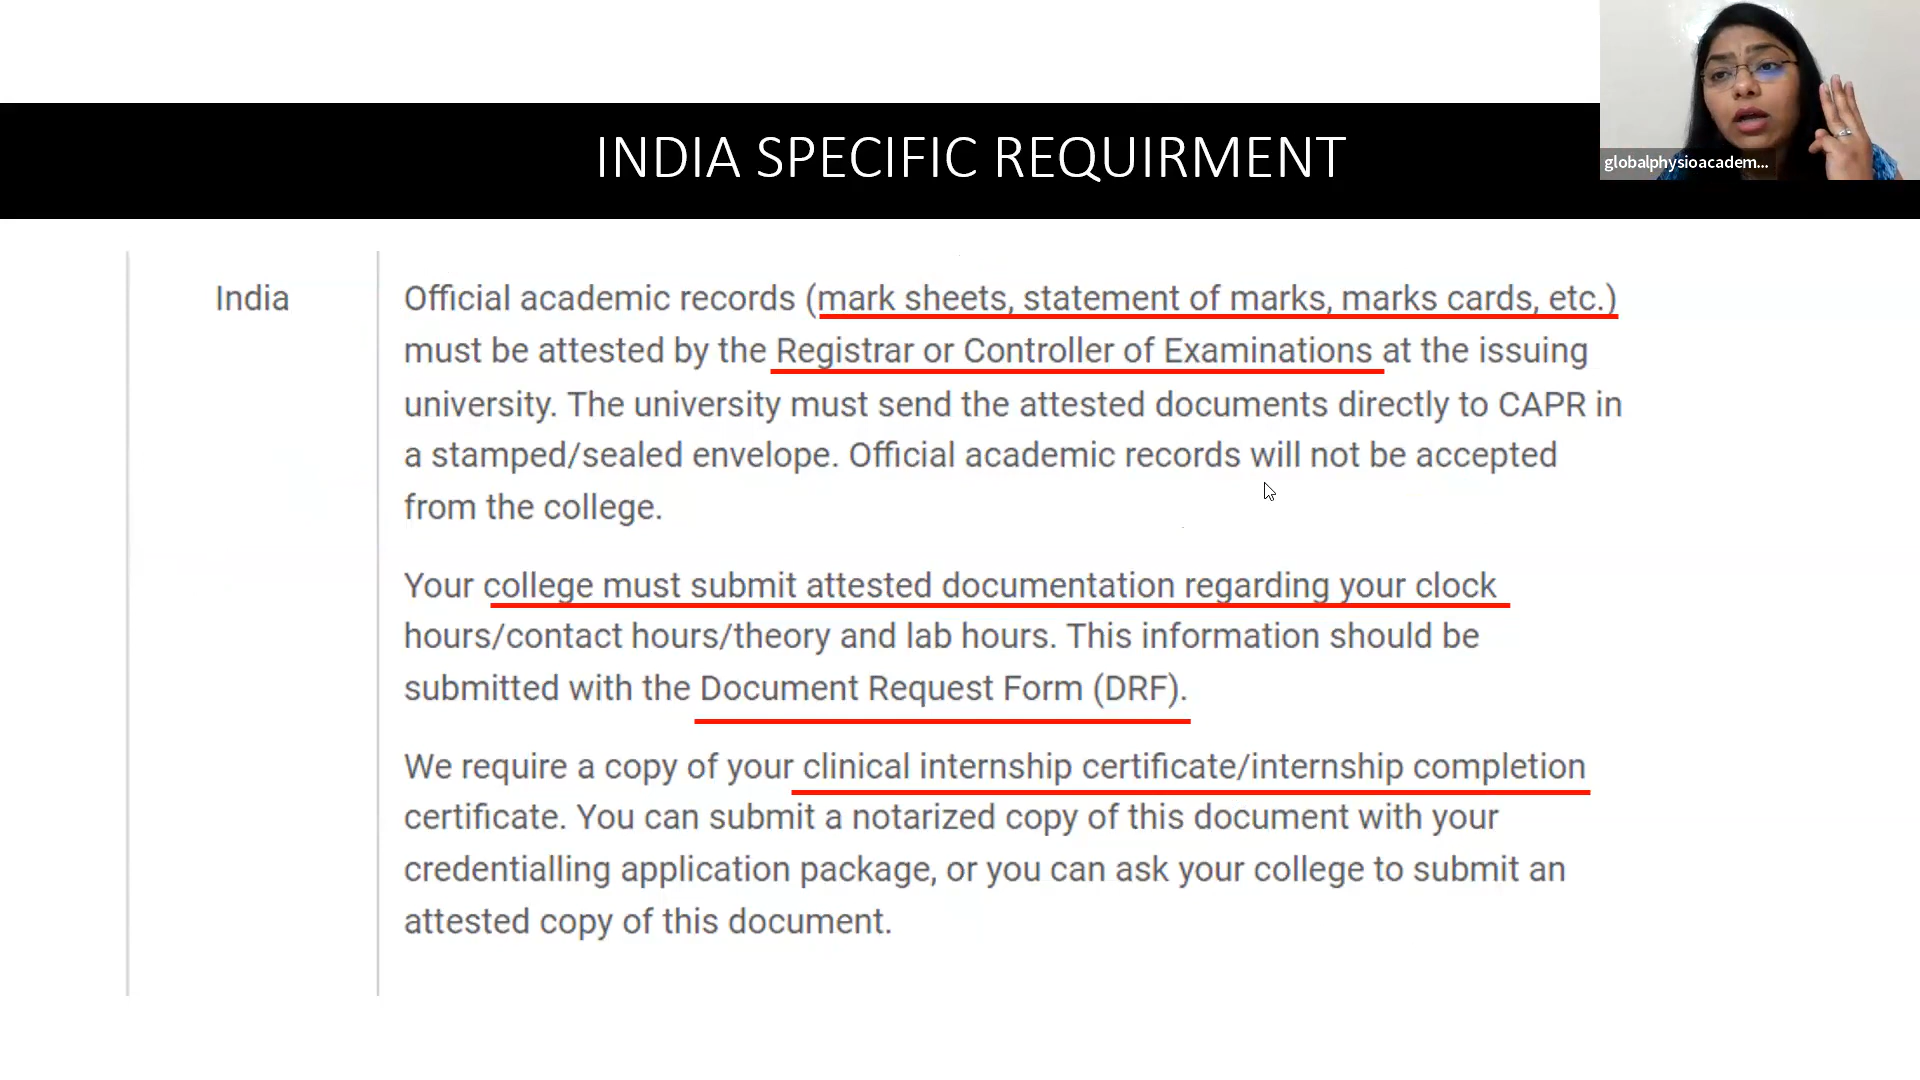 INDIA SPECIFIC REQUIRMENT
globalphysioacadem...
India
Official academic records (mark sheets, statement of marks, marks cards, etc.)
must be attested by the Registrar or Controller of Examinations at the issuing
university. The university must send the attested documents directly to CAPR in
a stamped/sealed envelope. Official academic records will not be accepted
from the college.
Your college must submit attested documentation regarding your clock
hours/contact hours/theory and lab hours. This information should be
submitted with the Document Request Form (DRF).
We require a copy of your clinical internship certificate/internship completion
certificate. You can submit a notarized copy of this document with your
credentialling application package, or you can ask your college to submit an
attested copy of this document.